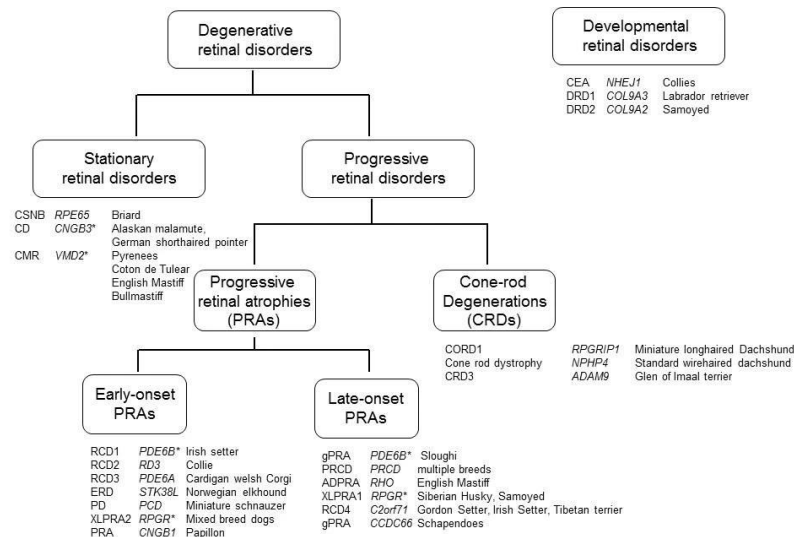 Degenerative
retinal disorders
Developmental
retinal disorders
CEA NHEJ1 Collies
DRD1 COL9A3 Labrador retriever
DRD2 COL9A2 Samoyed
Stationary
retinal disorders
Progressive
retinal disorders
CSNB RPE65 Briard
CD CNGB3* Alaskan malamute,
German shorthaired pointer
CMR VMD2* Pyrenees
Coton de Tulear
English Mastiff
Bullmastiff
Progressive
retinal atrophies
(PRAs)
Cone-rod
Degenerations
(CRDs)
CORD1 RPGRIP1 Miniature longhaired Dachshund
Cone rod dystrophy NPHP4 Standard wirehaired dachshund
CRD3 ADAM9 Glen of Imaal terrier
Early-onset
PRAs
Late-onset
PRAs
RCD1 PDE6B* Irish setter
RCD2 RD3 Collie
RCD3 PDE6A Cardigan welsh Corgi
ERD STK38L Norwegian elkhound
PD PCD Miniature schnauzer
XLPRA2 RPGR* Mixed breed dogs
PRA CNGB1 Papillon
gPRA PDE6B* Sloughi
PRCD PRCD multiple breeds
ADPRA RHO English Mastiff
XLPRA1 RPGR* Siberian Husky, Samoyed
RCD4 C2orf71 Gordon Setter, Irish Setter, Tibetan terrier
gPRA CCDC66 Schapendoes